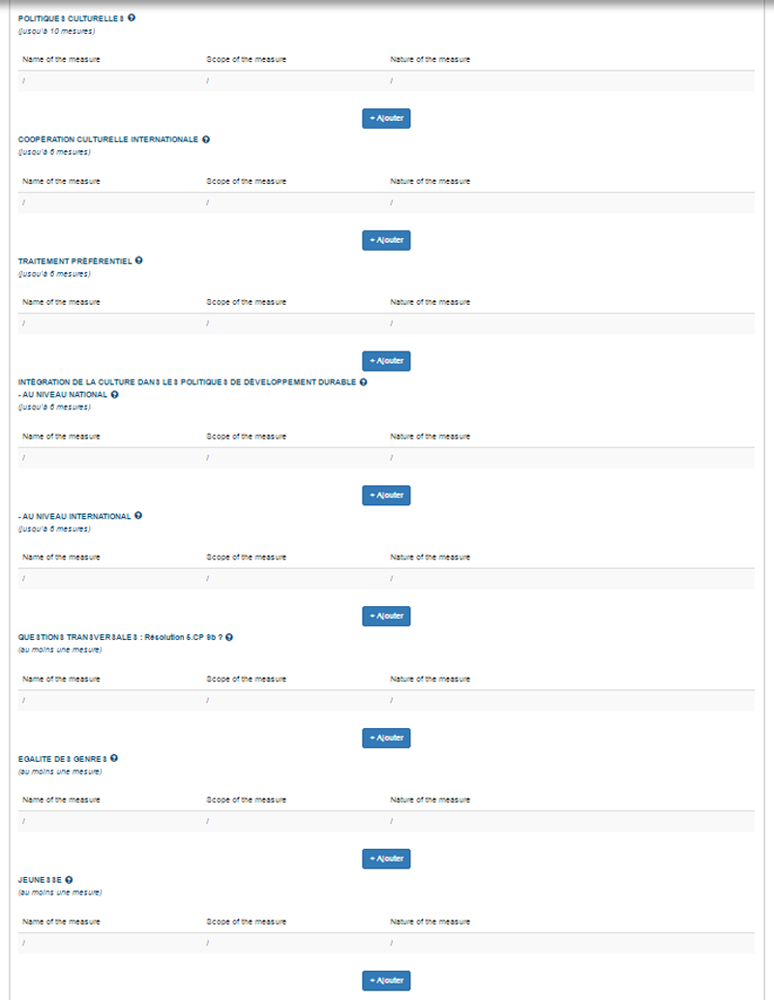 POLITIQUES CULTURELLES ?
(jusqu'à 10 mesures)
Name of the measure Scope of the measure Nature of the measure
/ / /
+ Ajouter
COOPÉRATION CULTURELLE INTERNATIONALE ?
(jusqu'à 6 mesures)
Name of the measure Scope of the measure Nature of the measure
/ / /
+ Ajouter
TRAITEMENT PRÉFÉRENTIEL ?
(jusqu'à 6 mesures)
Name of the measure Scope of the measure Nature of the measure
/ / /
+ Ajouter
INTÉGRATION DE LA CULTURE DANS LES POLITIQUES DE DÉVELOPPEMENT DURABLE ?
- AU NIVEAU NATIONAL ?
(jusqu'à 6 mesures)
Name of the measure Scope of the measure Nature of the measure
/ / /
+ Ajouter
- AU NIVEAU INTERNATIONAL ?
(jusqu'à 6 mesures)
Name of the measure Scope of the measure Nature of the measure
/ / /
+ Ajouter
QUESTIONS TRANSVERSALES : Résolution 5.CP 9b ? ?
(au moins une mesure)
Name of the measure Scope of the measure Nature of the measure
/ / /
+ Ajouter
EGALITE DES GENRES ?
(au moins une mesure)
Name of the measure Scope of the measure Nature of the measure
/ / /
+ Ajouter
JEUNESSE ?
(au moins une mesure)
Name of the measure Scope of the measure Nature of the measure
/ / /
+ Ajouter